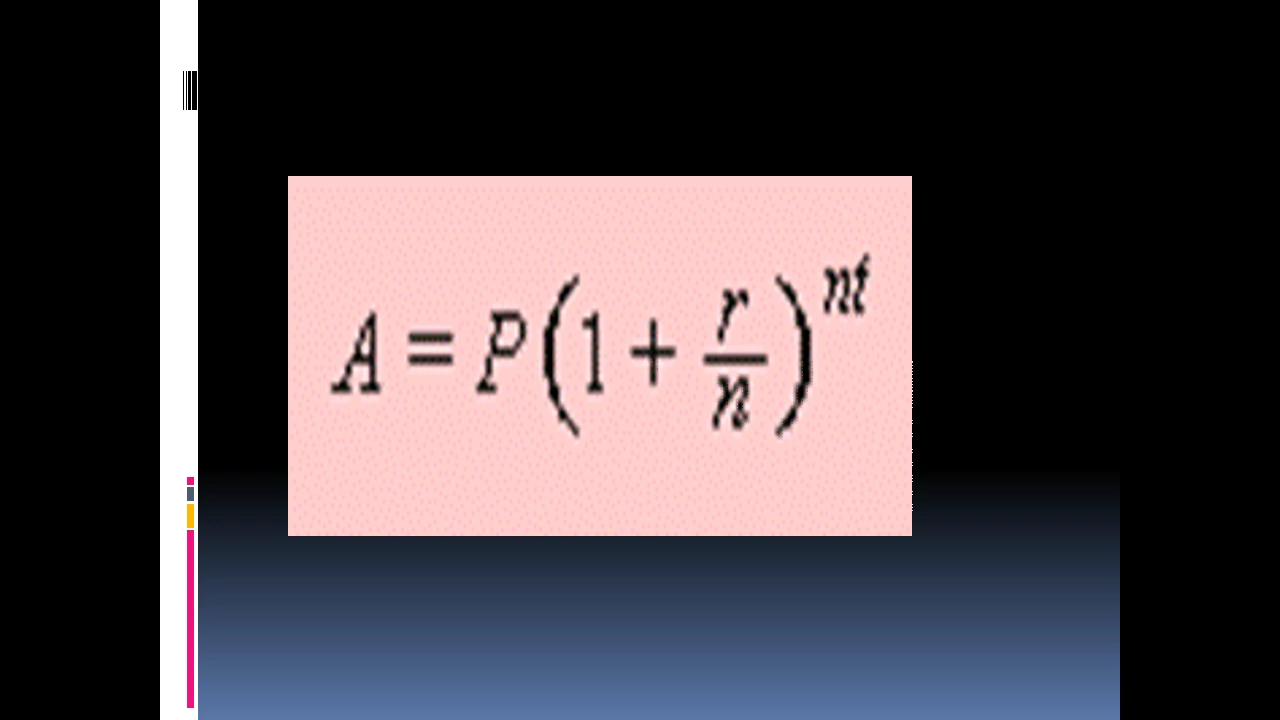 A = P(1 + r/n)^nt